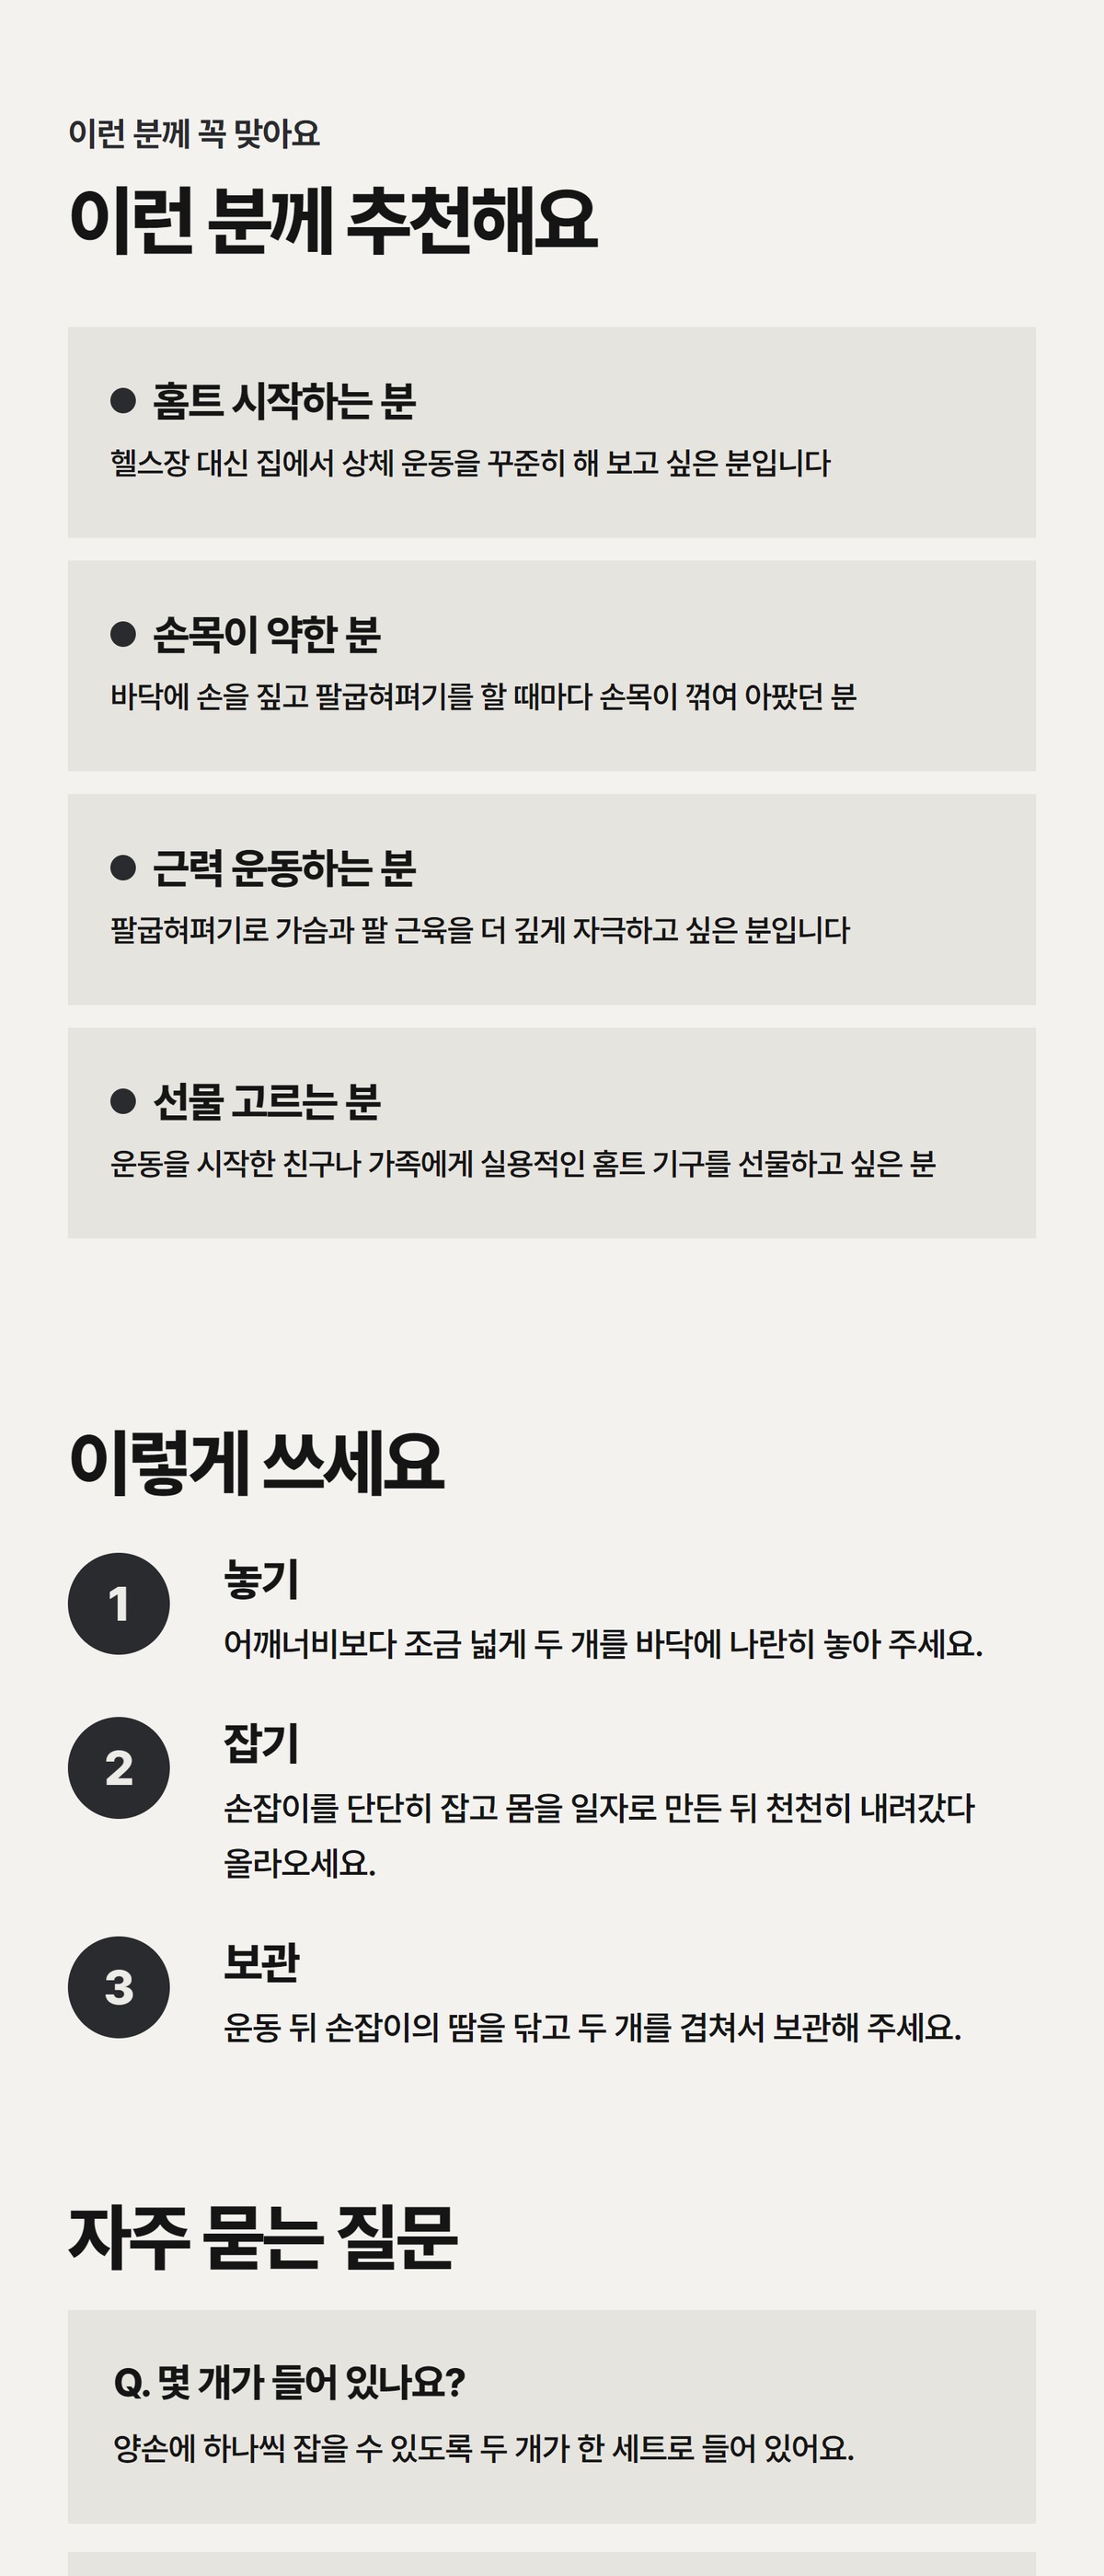 이런 분께 꼭 맞아요
이런 분께 추천해요
홈트 시작하는 분
헬스장 대신 집에서 상체 운동을 꾸준히 해 보고 싶은 분입니다
손목이 약한 분
바닥에 손을 짚고 팔굽혀펴기를 할 때마다 손목이 꺾여 아팠던 분
근력 운동하는 분
팔굽혀펴기로 가슴과 팔 근육을 더 깊게 자극하고 싶은 분입니다
선물 고르는 분
운동을 시작한 친구나 가족에게 실용적인 홈트 기구를 선물하고 싶은 분
이렇게 쓰세요
1
놓기
어깨너비보다 조금 넓게 두 개를 바닥에 나란히 놓아 주세요.
2
잡기
손잡이를 단단히 잡고 몸을 일자로 만든 뒤 천천히 내려갔다
올라오세요.
3
보관
운동 뒤 손잡이의 땀을 닦고 두 개를 겹쳐서 보관해 주세요.
자주 묻는 질문
Q. 몇 개가 들어 있나요?
양손에 하나씩 잡을 수 있도록 두 개가 한 세트로 들어 있어요.